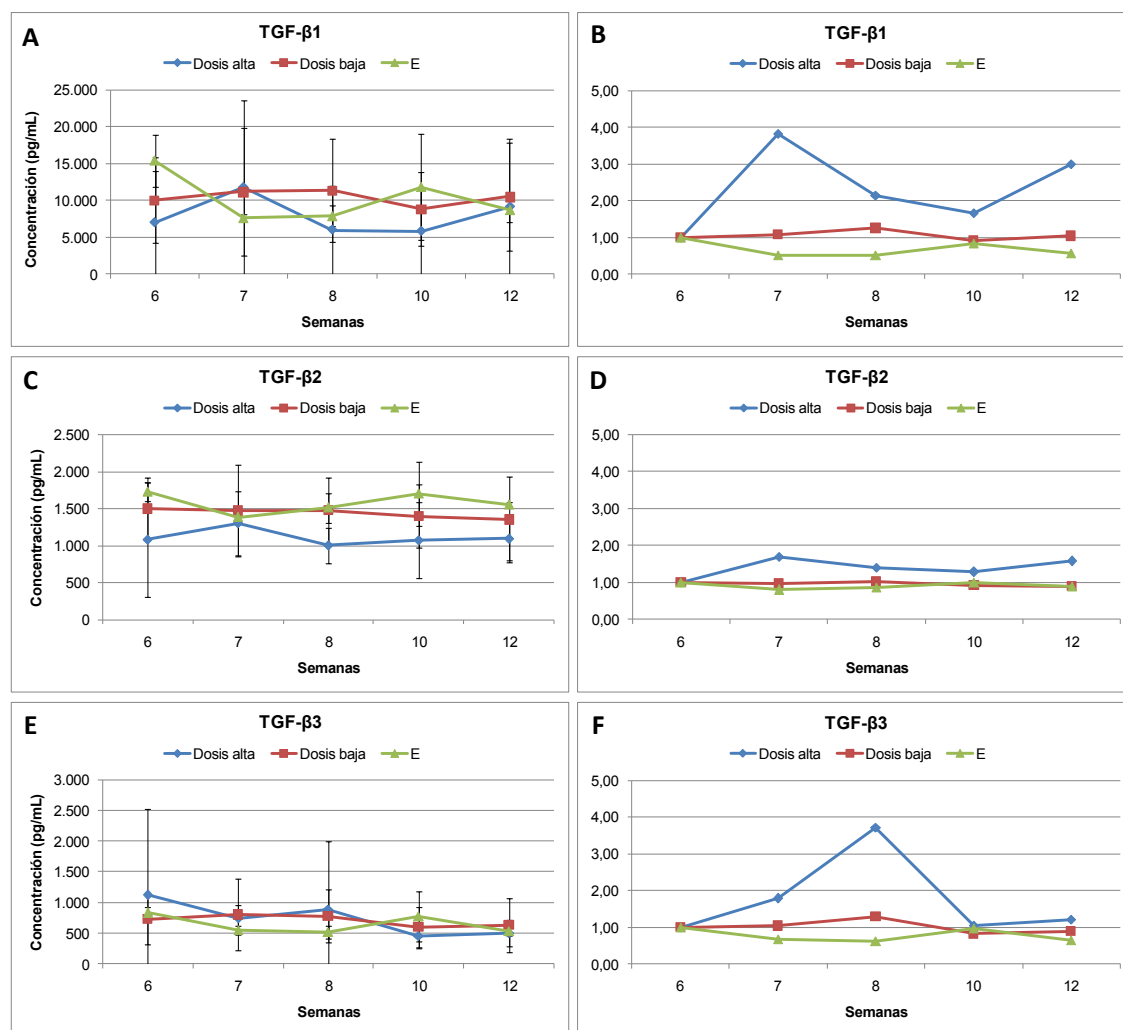 A
TGF-β1
Dosis alta Dosis baja E
Concentración (pg/mL)
25.000
20.000
15.000
10.000
5.000
0
6 7 8 10 12
Semanas
B
TGF-β1
Dosis alta Dosis baja E
5,00
4,00
3,00
2,00
1,00
0,00
6 7 8 10 12
Semanas
C
TGF-β2
Dosis alta Dosis baja E
Concentración (pg/mL)
2.500
2.000
1.500
1.000
500
0
6 7 8 10 12
Semanas
D
TGF-β2
Dosis alta Dosis baja E
5,00
4,00
3,00
2,00
1,00
0,00
6 7 8 10 12
Semanas
E
TGF-β3
Dosis alta Dosis baja E
Concentración (pg/mL)
3.000
2.500
2.000
1.500
1.000
500
0
6 7 8 10 12
Semanas
F
TGF-β3
Dosis alta Dosis baja E
5,00
4,00
3,00
2,00
1,00
0,00
6 7 8 10 12
Semanas